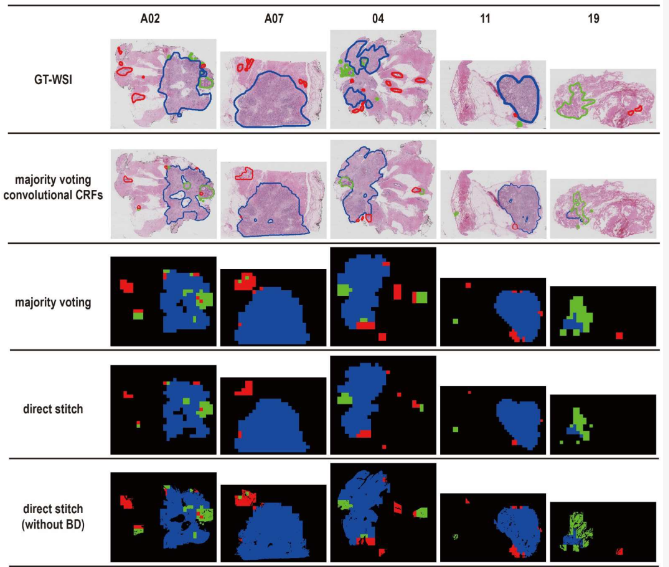 A02 A07 04 11 19
GT-WSI
majority voting
convolutional CRFs
majority voting
direct stitch
direct stitch
(without BD)